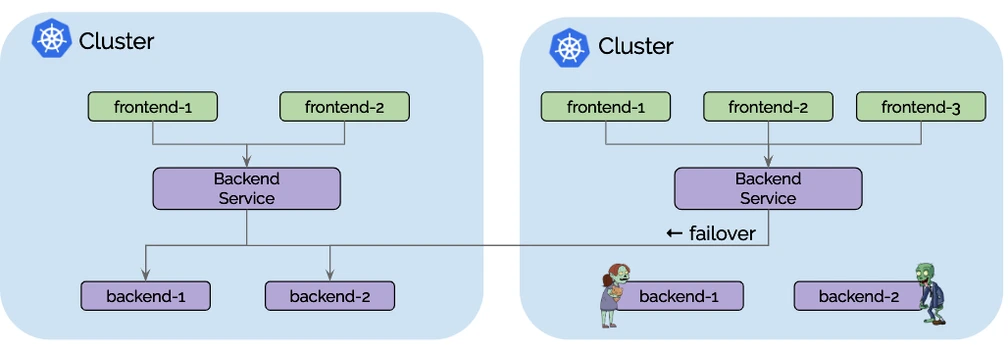 Cluster
frontend-1
frontend-2
Backend
Service
backend-1
backend-2
Cluster
frontend-1
frontend-2
frontend-3
Backend
Service
← failover
backend-1
backend-2